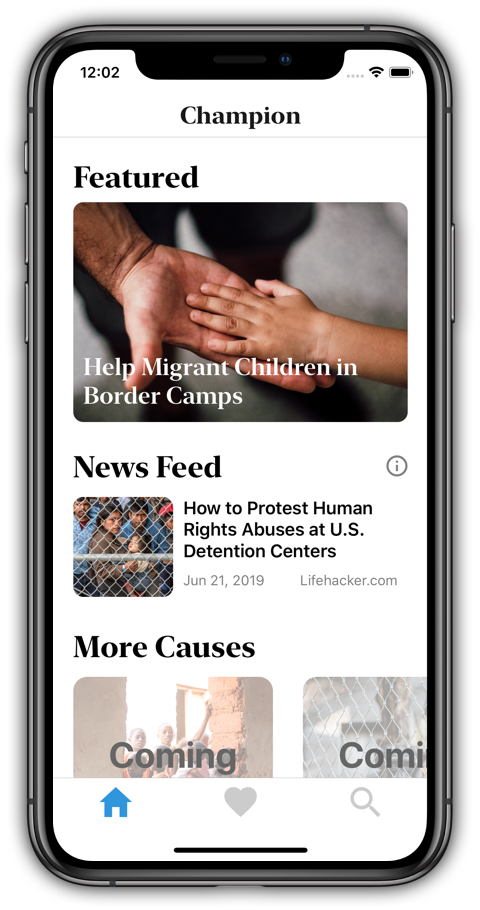 12:02
Champion
Featured
Help Migrant Children in
Border Camps
News Feed
How to Protest Human
Rights Abuses at U.S.
Detention Centers
Jun 21, 2019 Lifehacker.com
More Causes
Coming Comi